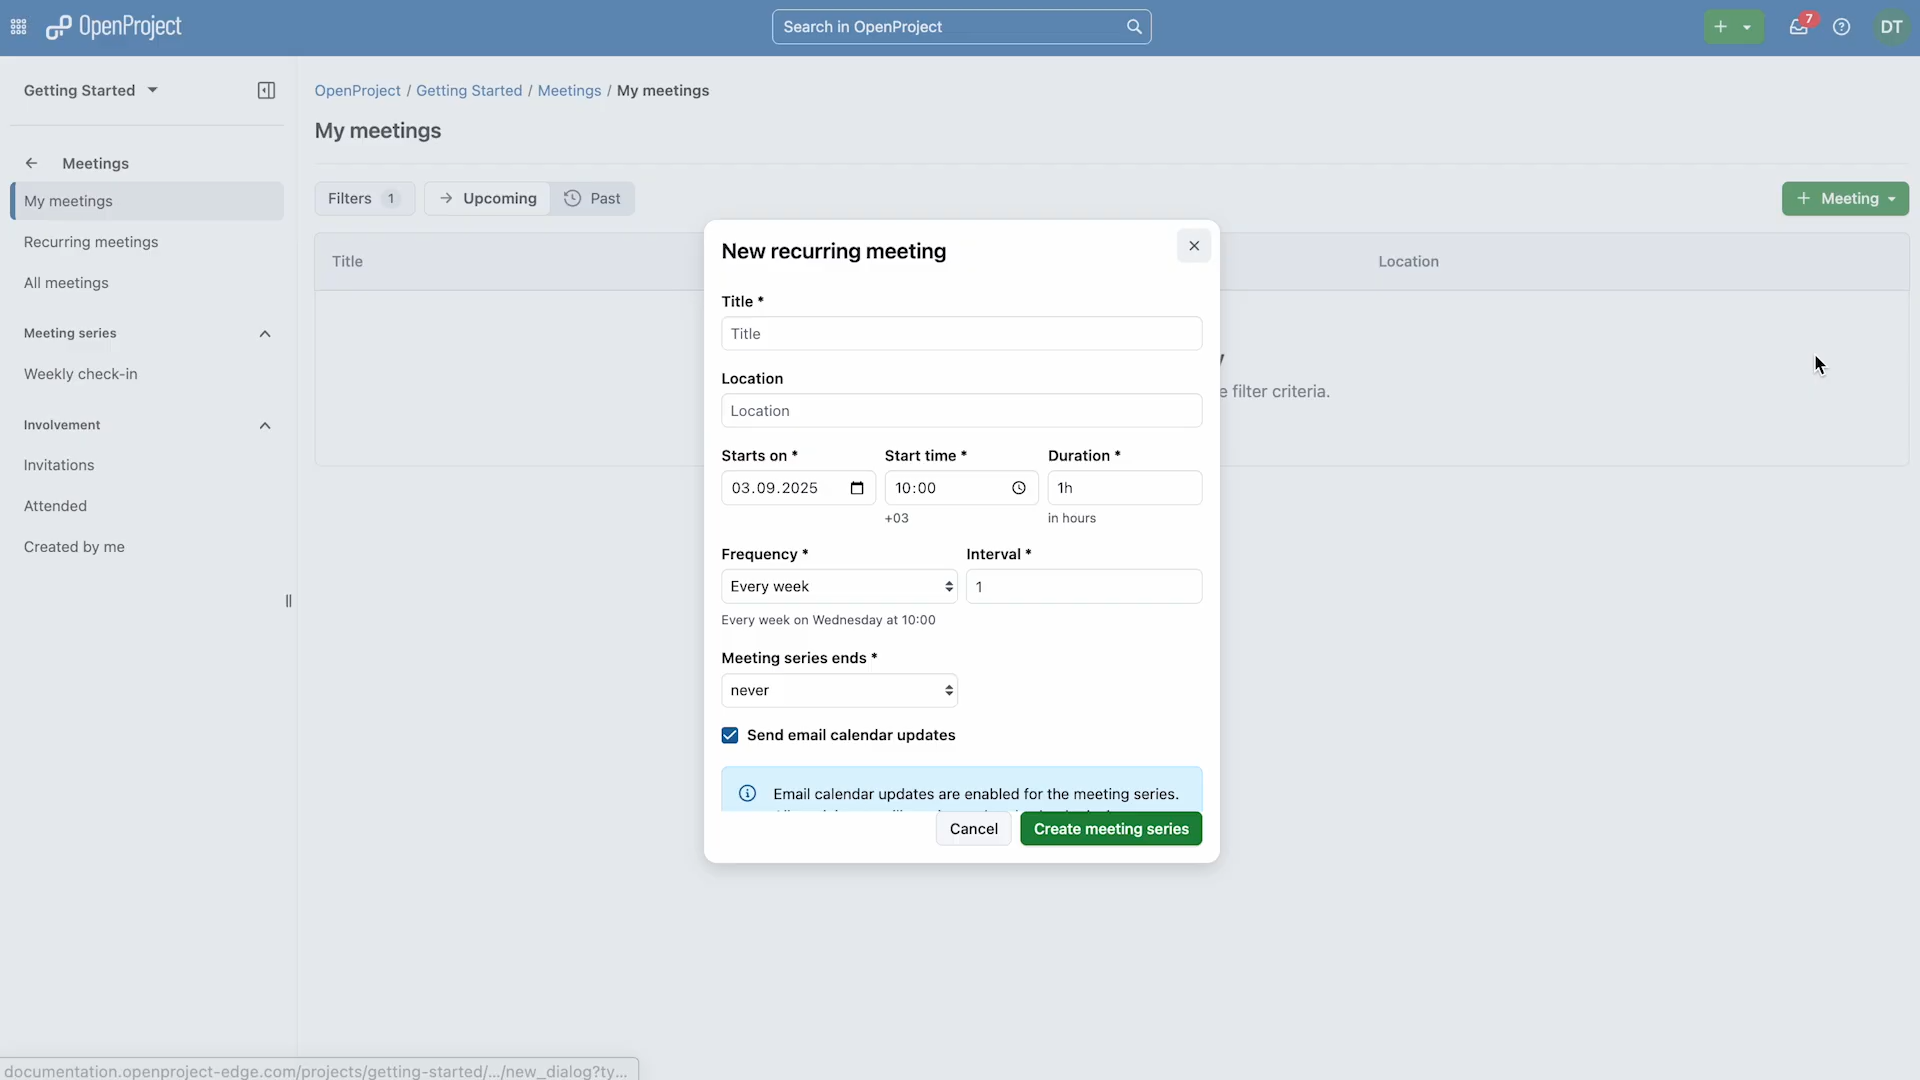 OpenProject
Search in OpenProject
7
DT
Getting Started
OpenProject / Getting Started / Meetings / My meetings
My meetings
Meetings
My meetings
Recurring meetings
All meetings
Meeting series
Weekly check-in
Involvement
Invitations
Attended
Created by me
Filters 1
Upcoming
Past
+ Meeting
Title
Location
e filter criteria.
New recurring meeting
Title *
Title
Location
Location
Starts on *
Start time *
Duration *
03.09.2025
10:00
1h
+03
in hours
Frequency *
Interval *
Every week
1
Every week on Wednesday at 10:00
Meeting series ends *
never
Send email calendar updates
Email calendar updates are enabled for the meeting series.
Cancel
Create meeting series
documentation.openproject-edge.com/projects/getting-started/.../new_dialog?ty...